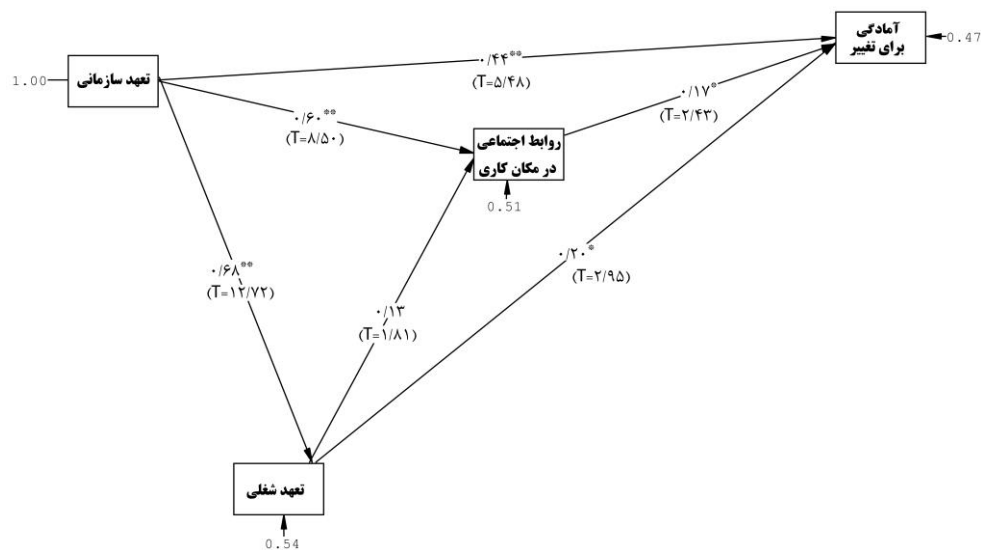 آمادگی
برای تغییر
0.47
۰/۴۴**
(T=۵/۴۸)
1.00
تعهد سازمانی
۰/۱۷*
(T=۲/۴۳)
۰/۶۰**
(T=۸/۵۰)
روابط اجتماعی
در مکان کاری
0.51
۰/۲۰*
(T=۲/۹۵)
۰/۶۸**
(T=۱۲/۷۲)
۰/۱۳
(T=۱/۸۱)
تعهد شغلی
0.54